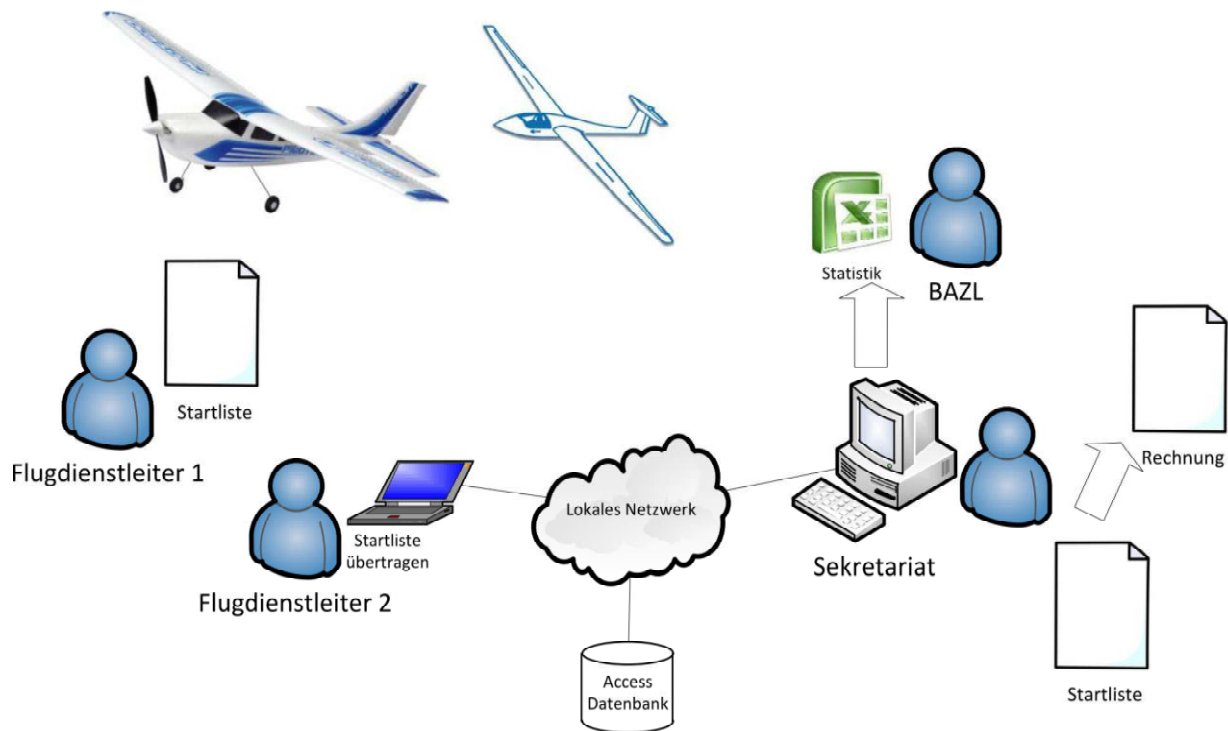 Statistik
BAZL
Startliste
Flugdienstleiter 1
Rechnung
Lokales Netzwerk
Startliste
übertragen
Flugdienstleiter 2
Sekretariat
Access
Datenbank
Startliste